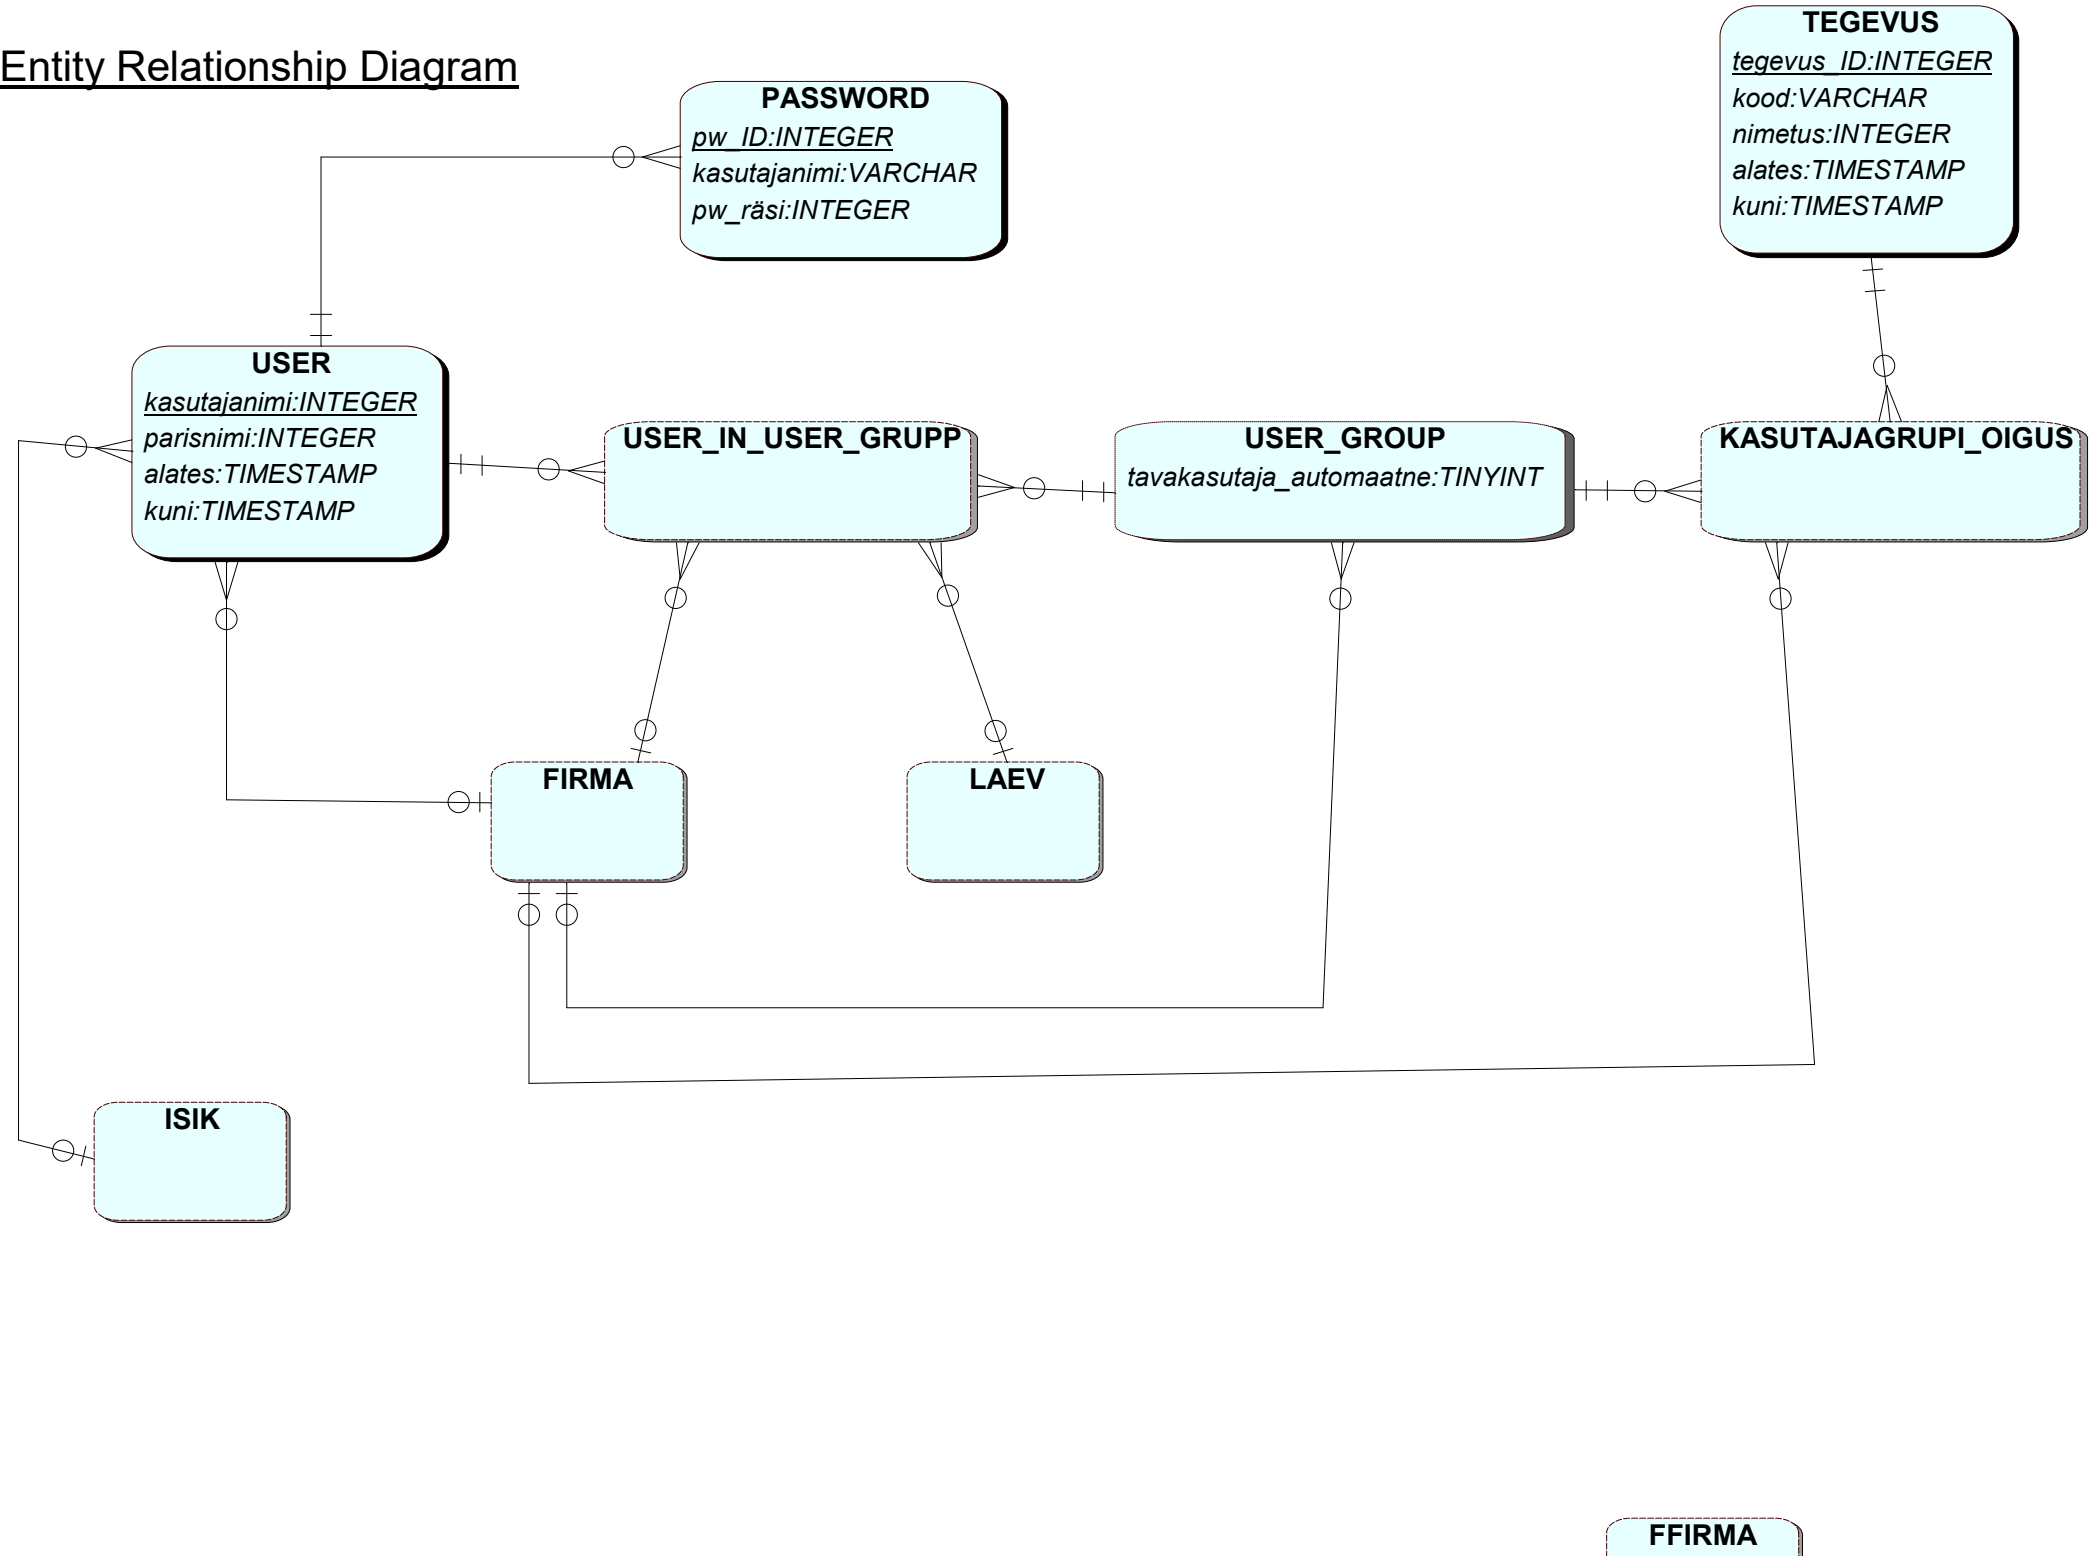 Entity Relationship Diagram
PASSWORD
pw_ID:INTEGER
kasutajanimi:VARCHAR
pw_räsi:INTEGER
TEGEVUS
tegevus_ID:INTEGER
kood:VARCHAR
nimetus:INTEGER
alates:TIMESTAMP
kuni:TIMESTAMP
USER
kasutajanimi:INTEGER
parisnimi:INTEGER
alates:TIMESTAMP
kuni:TIMESTAMP
USER_IN_USER_GRUPP
USER_GROUP
tavakasutaja_automaatne:TINYINT
KASUTAJAGRUPI_OIGUS
FIRMA
LAEV
ISIK
FFIRMA